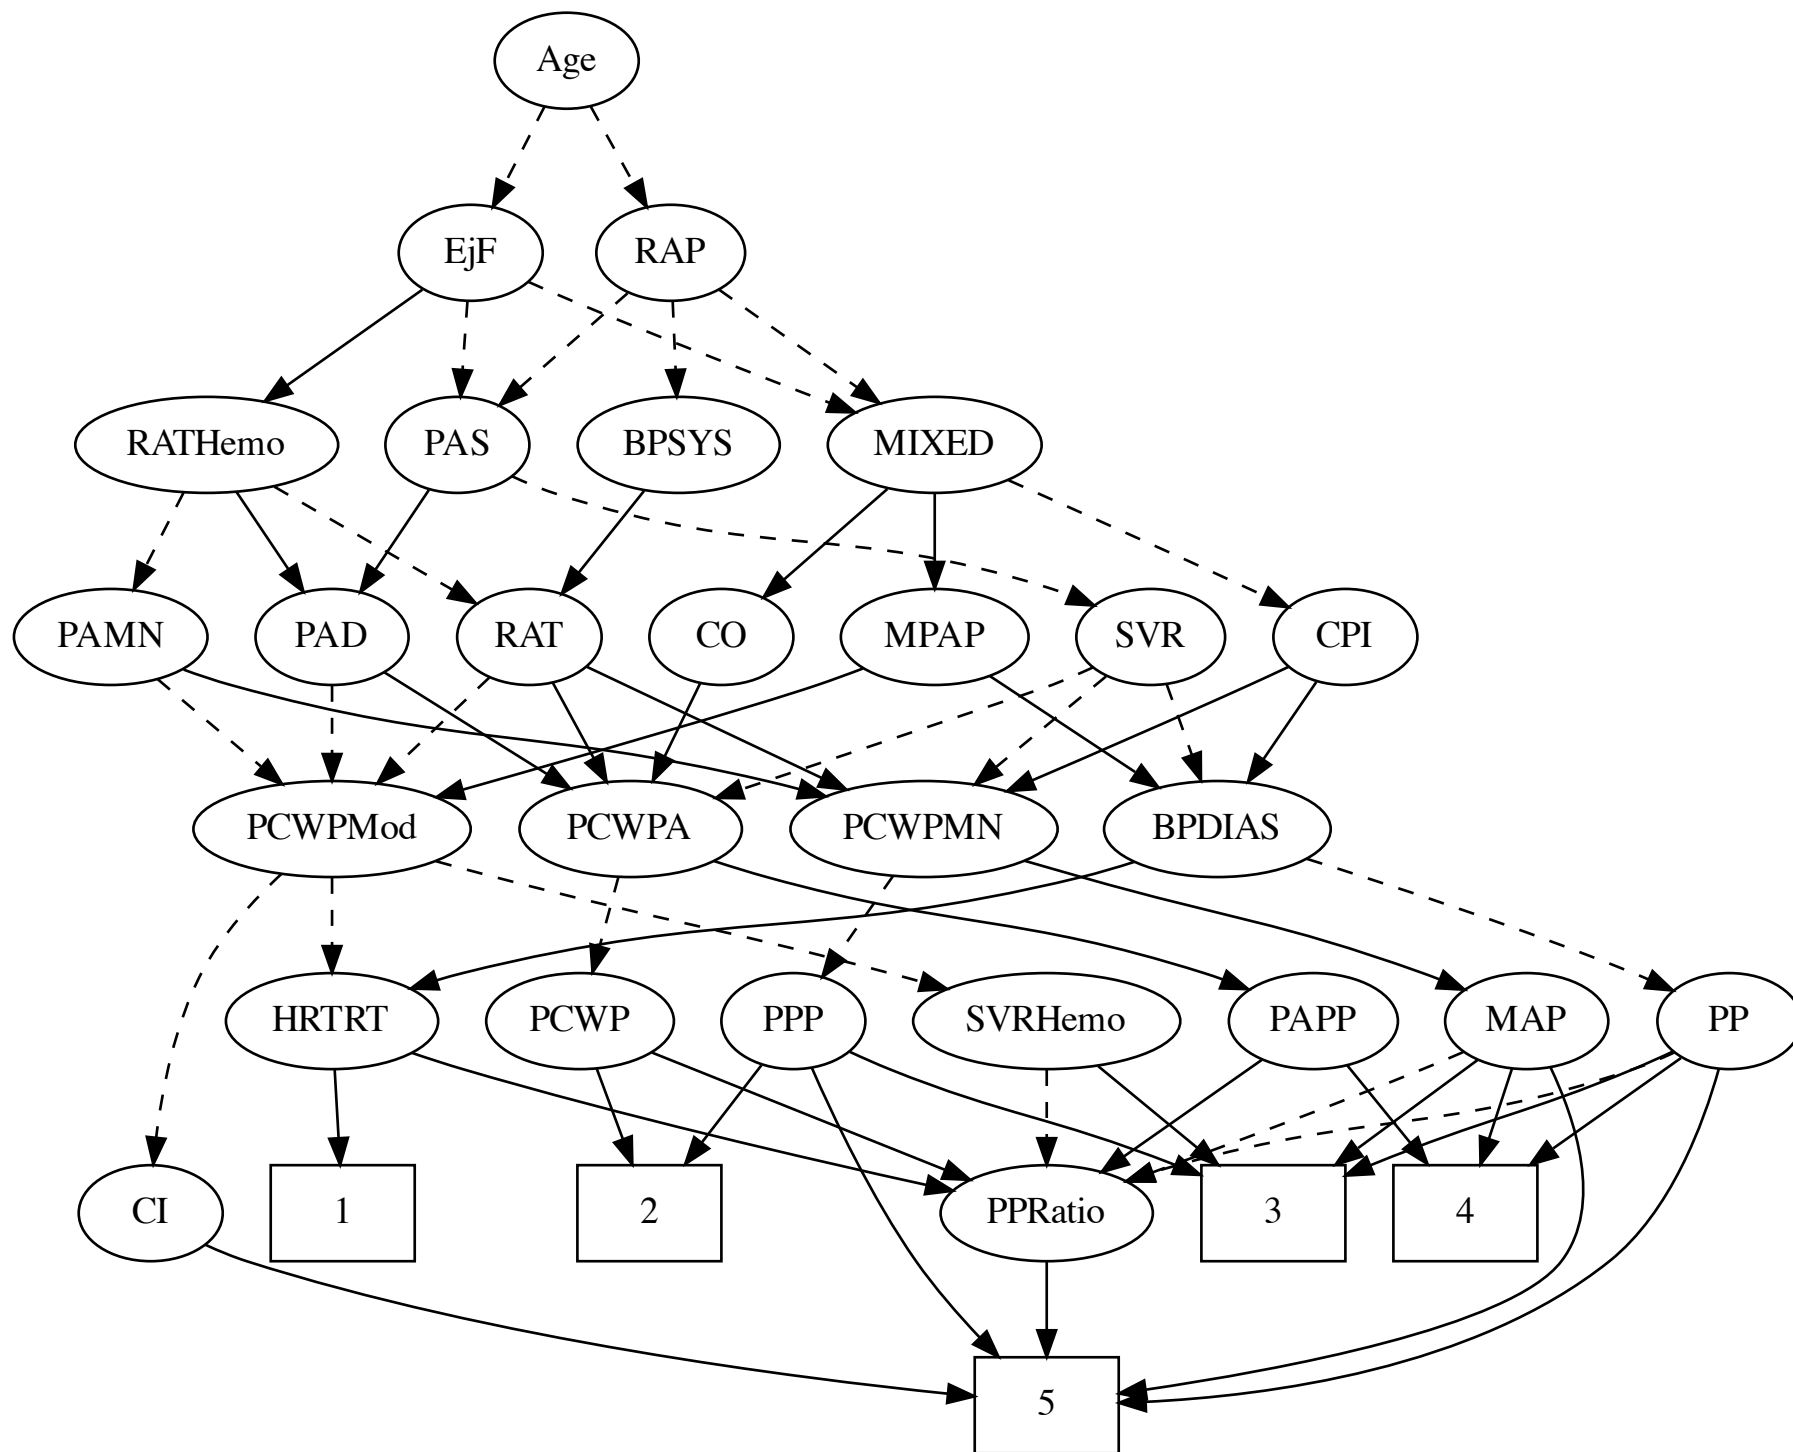 Age
EjF
RAP
RATHemo
PAS
BPSYS
MIXED
PAMN
PAD
RAT
CO
MPAP
SVR
CPI
PCWPMod
PCWPA
PCWPMN
BPDIAS
HRTRT
PCWP
PPP
SVRHemo
PAPP
MAP
PP
CI
1
2
PPRatio
3
4
5